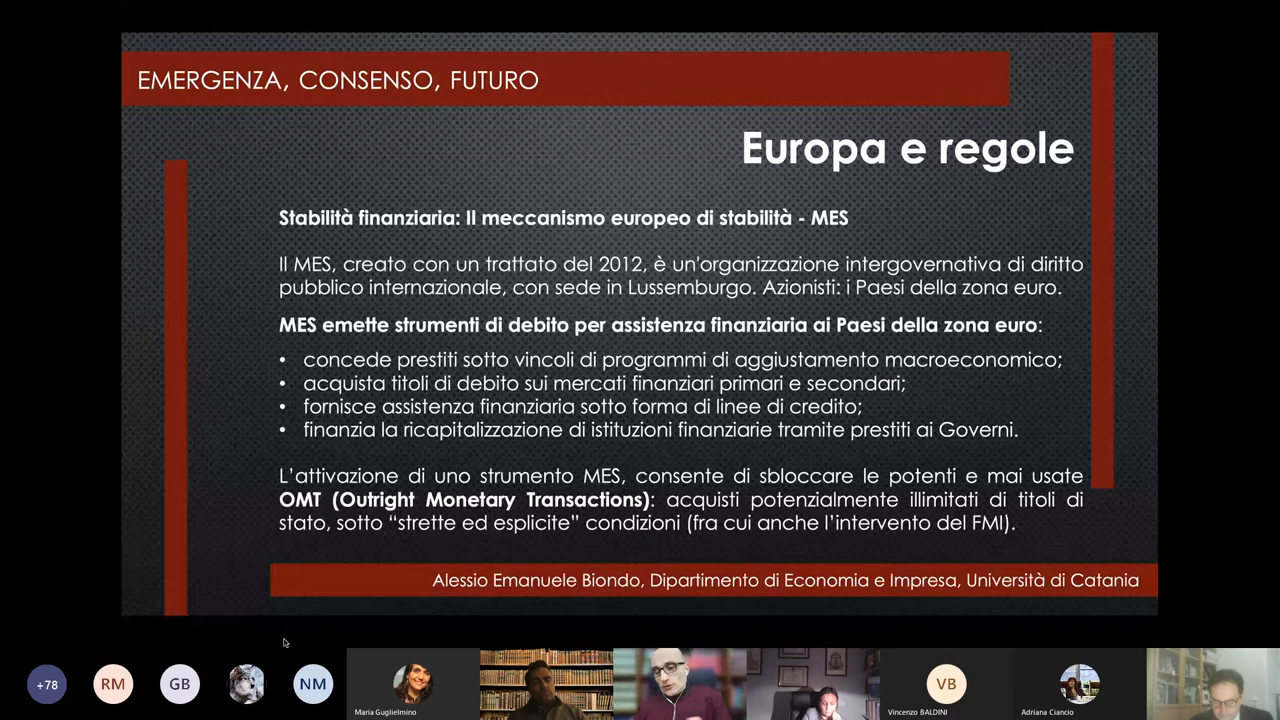 EMERGENZA, CONSENSO, FUTURO
Europa e regole
Stabilità finanziaria: Il meccanismo europeo di stabilità - MES
Il MES, creato con un trattato del 2012, è un'organizzazione intergovernativa di diritto
pubblico internazionale, con sede in Lussemburgo. Azionisti: i Paesi della zona euro.
MES emette strumenti di debito per assistenza finanziaria ai Paesi della zona euro:
• concede prestiti sotto vincoli di programmi di aggiustamento macroeconomico;
• acquista titoli di debito sui mercati finanziari primari e secondari;
• fornisce assistenza finanziaria sotto forma di linee di credito;
• finanzia la ricapitalizzazione di istituzioni finanziarie tramite prestiti ai Governi.
L'attivazione di uno strumento MES, consente di sbloccare le potenti e mai usate
OMT (Outright Monetary Transactions): acquisti potenzialmente illimitati di titoli di
stato, sotto “strette ed esplicite” condizioni (fra cui anche l'intervento del FMI).
Alessio Emanuele Biondo, Dipartimento di Economia e Impresa, Università di Catania
+78 RM GB NM VB
Maria Guglielmino Vincenzo BALDINI Adriana Ciancio